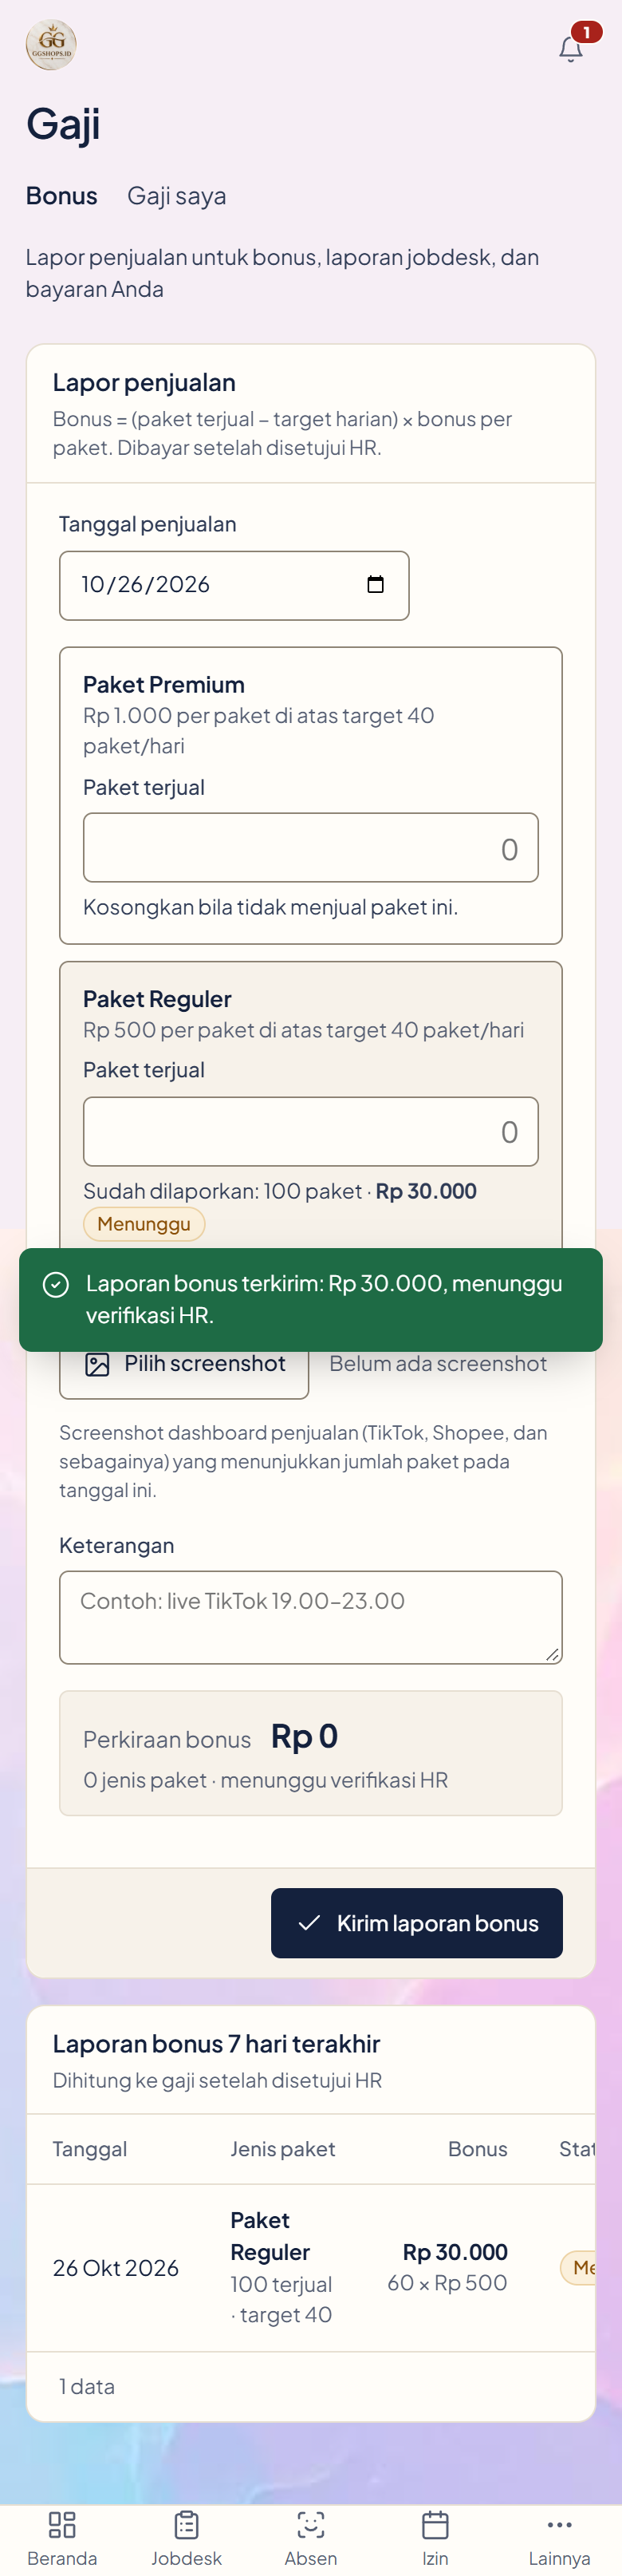 GG
GGSHOPS.ID
1
Gaji
Bonus Gaji saya
Lapor penjualan untuk bonus, laporan jobdesk, dan
bayaran Anda
Lapor penjualan
Bonus = (paket terjual – target harian) × bonus per
paket. Dibayar setelah disetujui HR.
Tanggal penjualan
10/26/2026
Paket Premium
Rp 1.000 per paket di atas target 40
paket/hari
Paket terjual
0
Kosongkan bila tidak menjual paket ini.
Paket Reguler
Rp 500 per paket di atas target 40 paket/hari
Paket terjual
0
Sudah dilaporkan: 100 paket · Rp 30.000
Menunggu
Laporan bonus terkirim: Rp 30.000, menunggu
verifikasi HR.
Pilih screenshot Belum ada screenshot
Screenshot dashboard penjualan (TikTok, Shopee, dan
sebagainya) yang menunjukkan jumlah paket pada
tanggal ini.
Keterangan
Contoh: live TikTok 19.00–23.00
Perkiraan bonus Rp 0
0 jenis paket · menunggu verifikasi HR
Kirim laporan bonus
Laporan bonus 7 hari terakhir
Dihitung ke gaji setelah disetujui HR
Tanggal Jenis paket Bonus Stat
26 Okt 2026 Paket
Reguler
100 terjual
· target 40
Rp 30.000
60 × Rp 500
Me
1 data
Beranda Jobdesk Absen Izin Lainnya